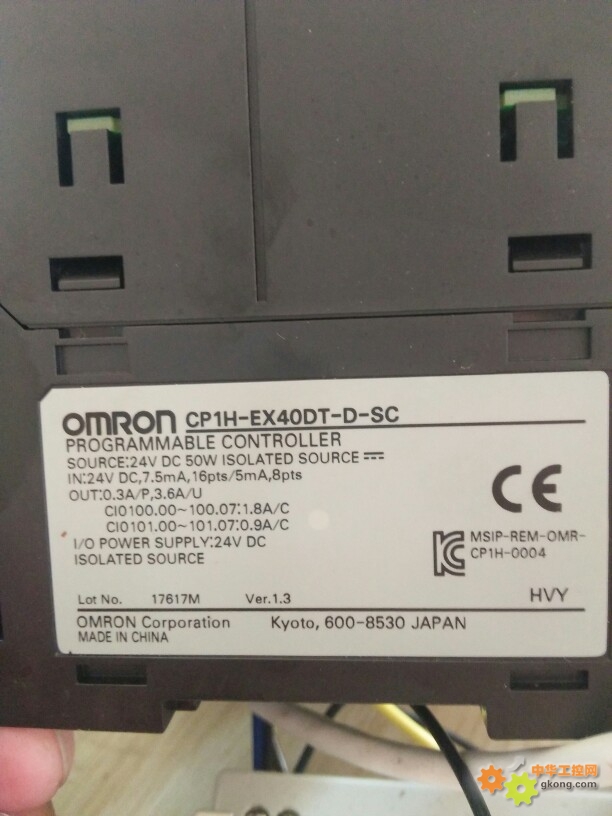 OMRON CP1H-EX40DT-D-SC
PROGRAMMABLE CONTROLLER
SOURCE:24V DC 50W ISOLATED SOURCE
IN:24V DC,7.5mA,16pts/5mA,8pts
OUT:0.3A/P,3.6A/U
CIO100.00~100.07:1.8A/C
CIO101.00~101.07:0.9A/C
I/O POWER SUPPLY:24V DC
ISOLATED SOURCE
CE
MSIP-REM-OMR-
CP1H-0004
Lot No. 17617M Ver.1.3 HVY
OMRON Corporation Kyoto, 600-8530 JAPAN
MADE IN CHINA
中华工控网
gkong.com